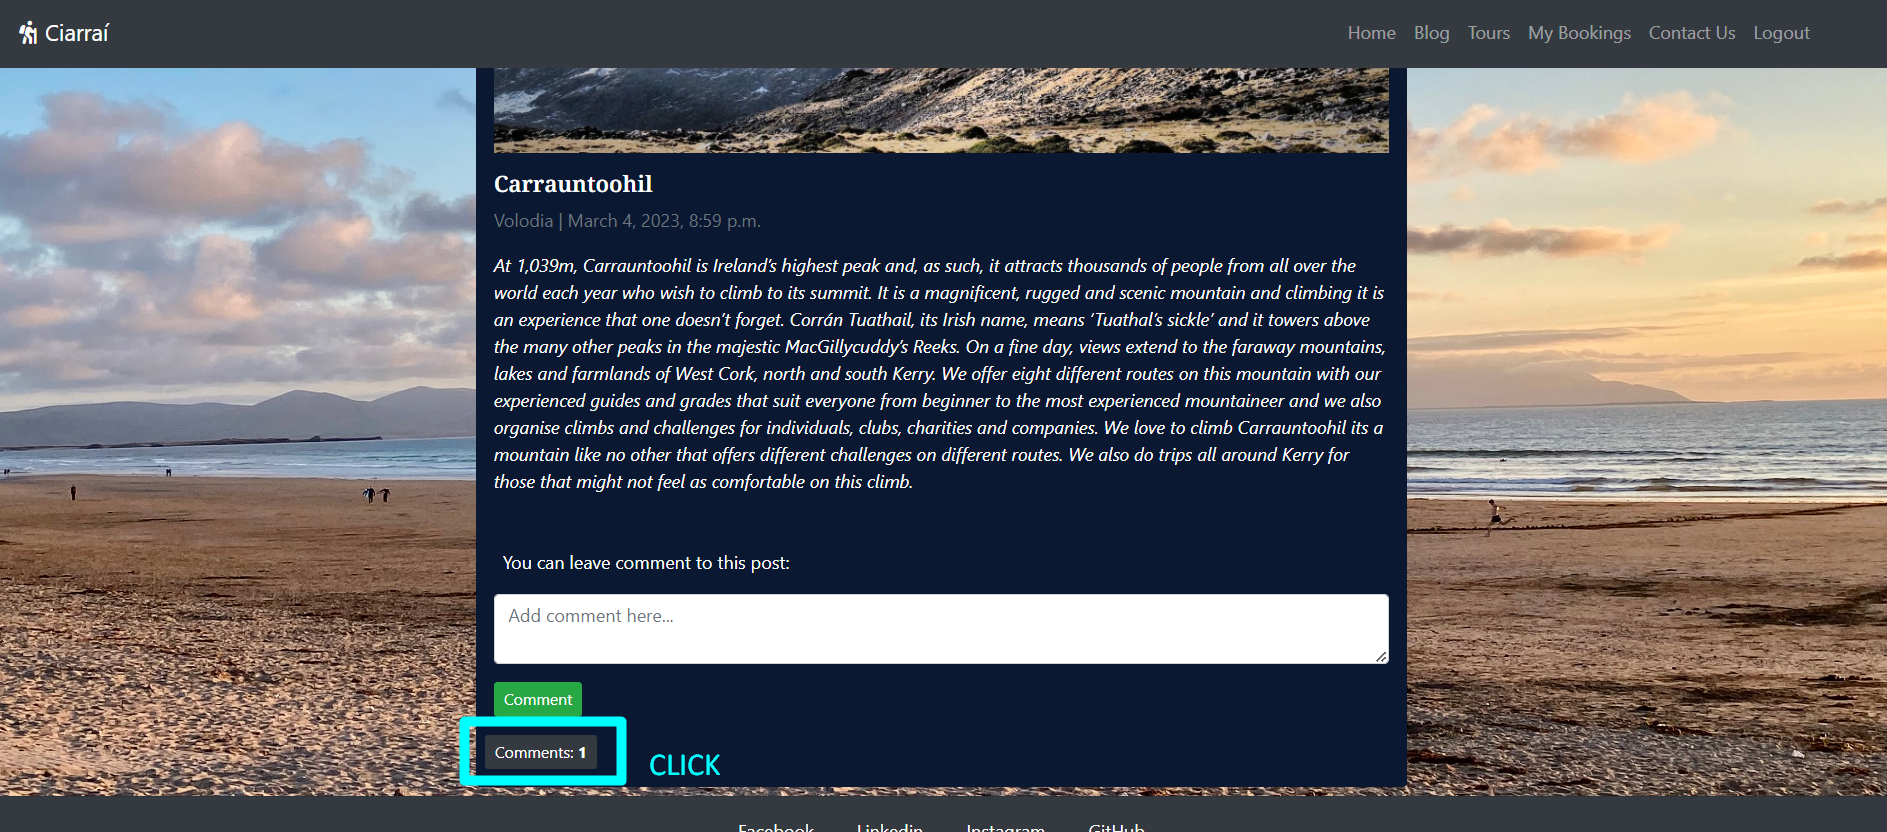 Ciarraí
Home Blog Tours My Bookings Contact Us Logout
Carrauntoohil
Volodia | March 4, 2023, 8:59 p.m.
At 1,039m, Carrauntoohil is Ireland's highest peak and, as such, it attracts thousands of people from all over the
world each year who wish to climb to its summit. It is a magnificent, rugged and scenic mountain and climbing it is
an experience that one doesn't forget. Corrán Tuathail, its Irish name, means ‘Tuathal's sickle’ and it towers above
the many other peaks in the majestic MacGillycuddy's Reeks. On a fine day, views extend to the faraway mountains,
lakes and farmlands of West Cork, north and south Kerry. We offer eight different routes on this mountain with our
experienced guides and grades that suit everyone from beginner to the most experienced mountaineer and we also
organise climbs and challenges for individuals, clubs, charities and companies. We love to climb Carrauntoohil its a
mountain like no other that offers different challenges on different routes. We also do trips all around Kerry for
those that might not feel as comfortable on this climb.
You can leave comment to this post:
Add comment here...
Comment
Comments: 1
CLICK
Facebook Linkedin Instagram GitHub